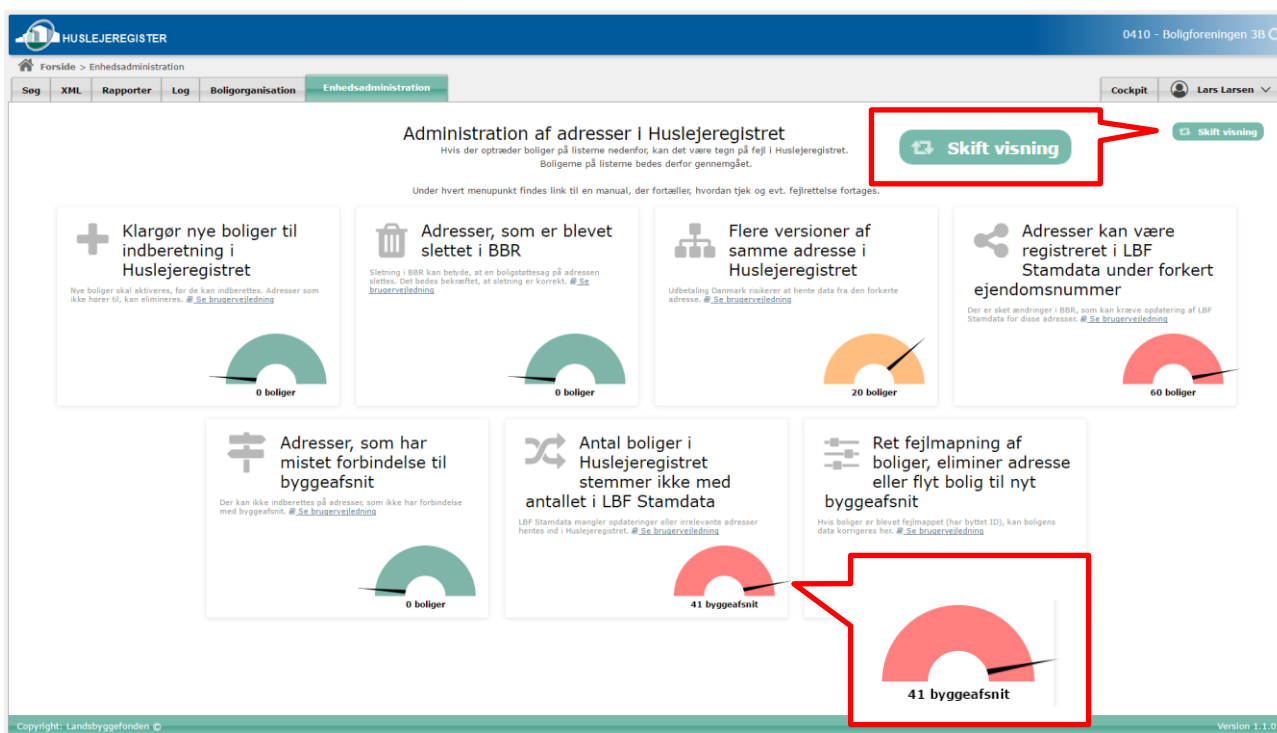 HUSLEJEREGISTER
0410 - Boligforeningen 3B
Forside > Enhedsadministration
Søg XML Rapporter Log Boligorganisation Enhedsadministration Cockpit Lars Larsen
Administration af adresser i Huslejeregistret
Hvis der optræder boliger på listerne nedenfor, kan det være tegn på fejl i Huslejeregistret.
Boligerne på listerne bedes derfor gennemgået.
Under hvert menupunkt findes link til en manual, der fortæller, hvordan tjek og evt. fejlrettelse fortages.
Skift visning
Skift visning
Klargør nye boliger til
indberetning i
Huslejeregistret
Nye boliger skal aktiveres, før de kan indberettes. Adresser som
ikke hører til, kan elimineres. Se brugervejledning
0 boliger
Adresser, som er blevet
slettet i BBR
Sletning i BBR kan betyde, at en boligstøttesag på adressen
slettes. Det bedes bekræftet, at sletning er korrekt. Se
brugervejledning
0 boliger
Flere versioner af
samme adresse i
Huslejeregistret
Udbetaling Danmark risikerer at hente data fra den forkerte
adresse. Se brugervejledning
20 boliger
Adresser kan være
registreret i LBF
Stamdata under forkert
ejendomsnummer
Der er sket ændringer i BBR, som kan kræve opdatering af LBF
Stamdata for disse adresser. Se brugervejledning
60 boliger
Adresser, som har
mistet forbindelse til
byggeafsnit
Der kan ikke indberettes på adresser, som ikke har forbindelse
med byggeafsnit. Se brugervejledning
0 boliger
Antal boliger i
Huslejeregistret
stemmer ikke med
antallet i LBF Stamdata
LBF Stamdata mangler opdateringer eller irrelevante adresser
hentes ind i Huslejeregistret. Se brugervejledning
41 byggeafsnit
Ret fejlmapning af
boliger, eliminer adresse
eller flyt bolig til nyt
byggeafsnit
Hvis boliger er blevet fejlmappet (har byttet ID), kan boligens
data korrigeres her. Se brugervejledning
41 byggeafsnit
Copyright: Landsbyggefonden © Version 1.1.0